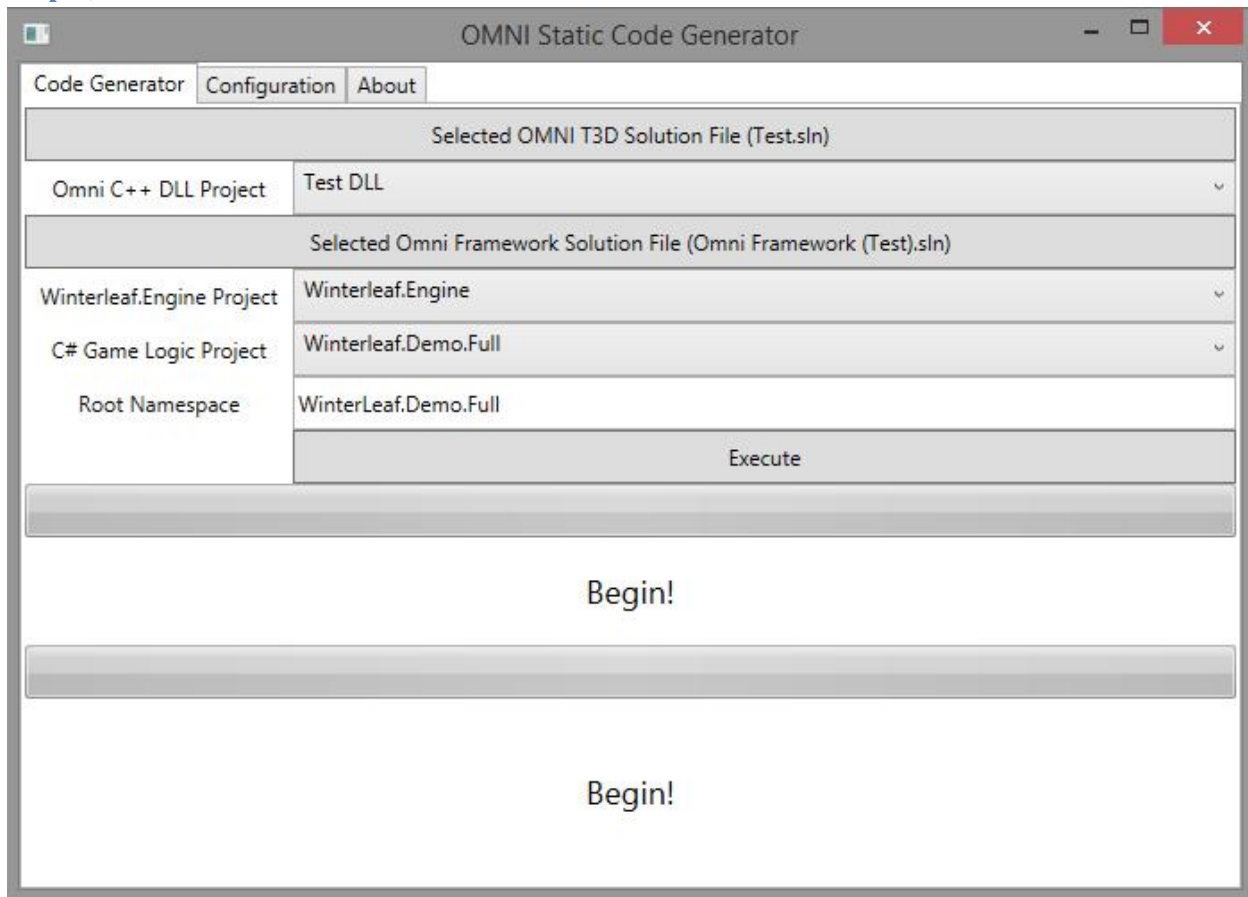 OMNI Static Code Generator
Code Generator Configuration About
Selected OMNI T3D Solution File (Test.sln)
Omni C++ DLL Project Test DLL
Selected Omni Framework Solution File (Omni Framework (Test).sln)
Winterleaf.Engine Project Winterleaf.Engine
C# Game Logic Project Winterleaf.Demo.Full
Root Namespace WinterLeaf.Demo.Full
Execute
Begin!
Begin!